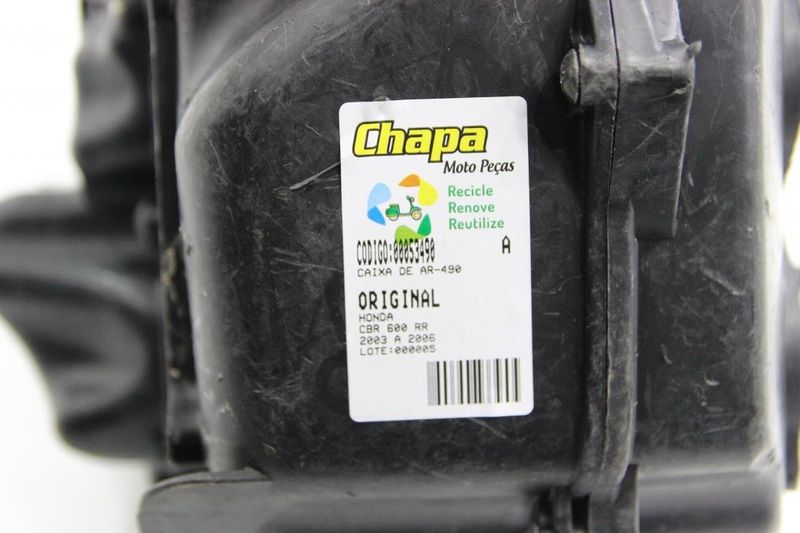 Chapa
Moto Peças
Recicle
Renove
Reutilize
CODIGO:00053490 A
CAIXA DE AR-490
ORIGINAL
HONDA
CBR 600 RR
2003 A 2006
LOTE:000005